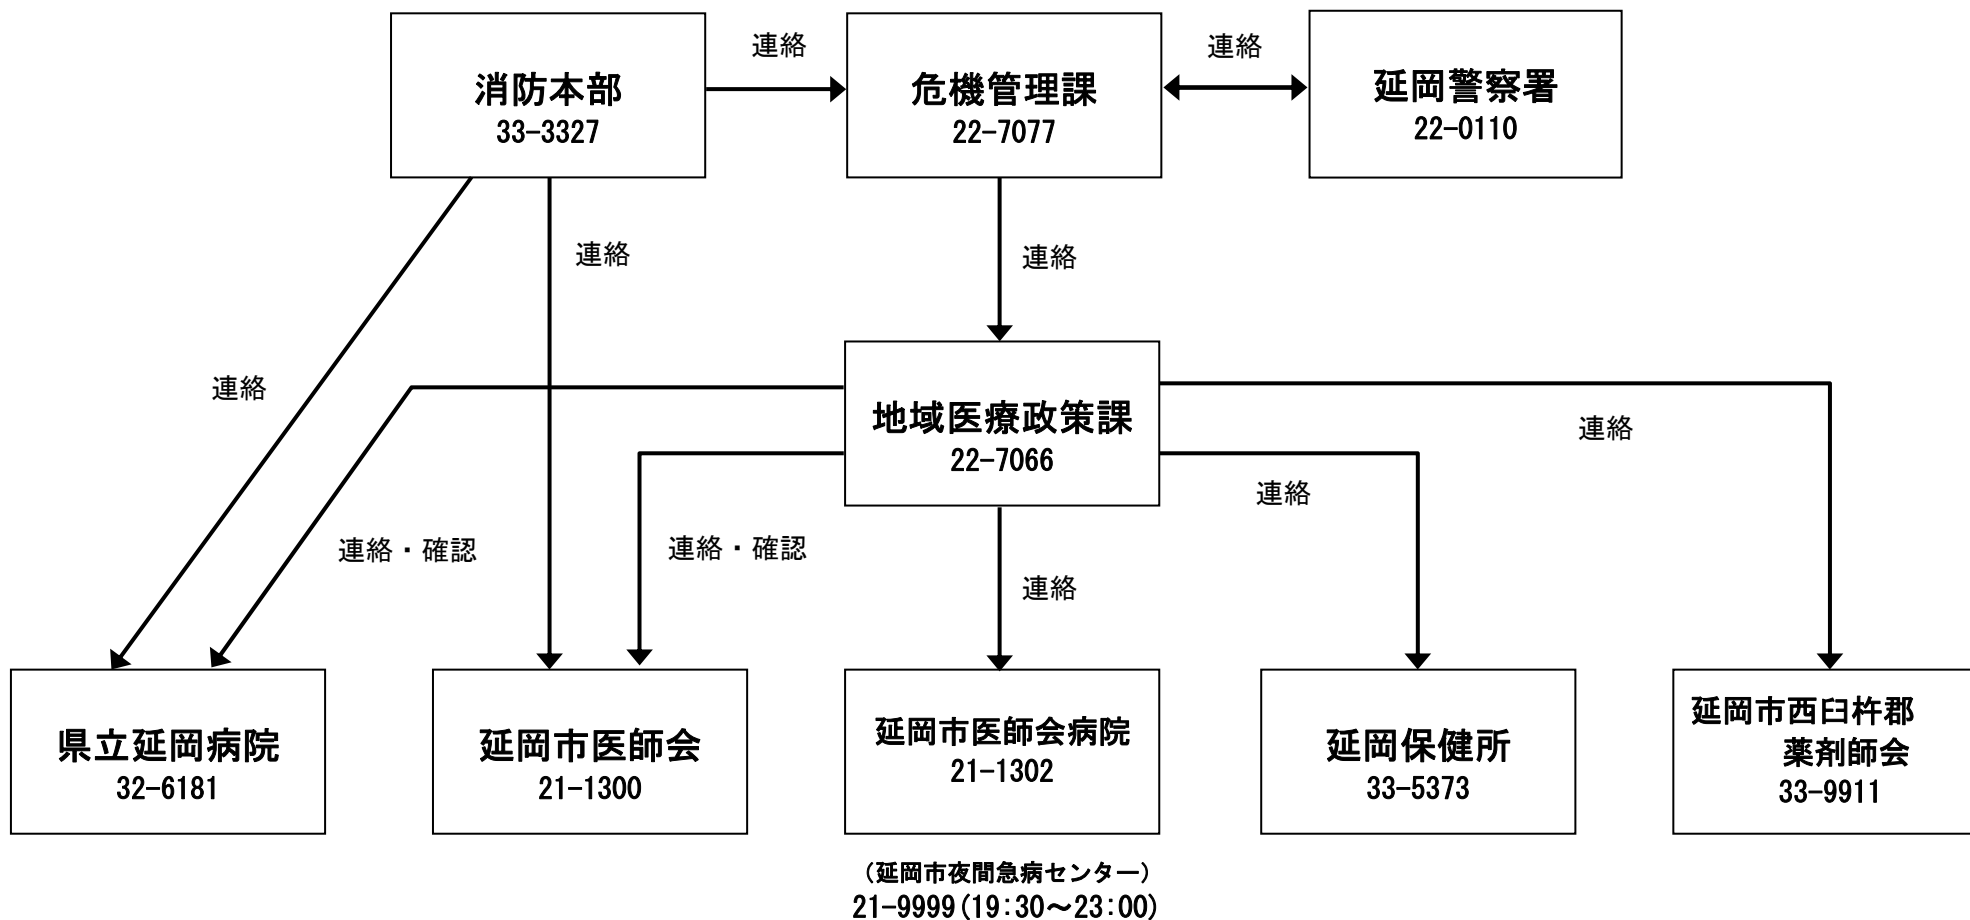 連絡
連絡
消防本部
33-3327
危機管理課
22-7077
延岡警察署
22-0110
連絡
連絡
連絡
地域医療政策課
22-7066
連絡
連絡
連絡・確認
連絡・確認
連絡
県立延岡病院
32-6181
延岡市医師会
21-1300
延岡市医師会病院
21-1302
延岡保健所
33-5373
延岡市西臼杵郡
薬剤師会
33-9911
(延岡市夜間急病センター)
21-9999(19:30～23:00)